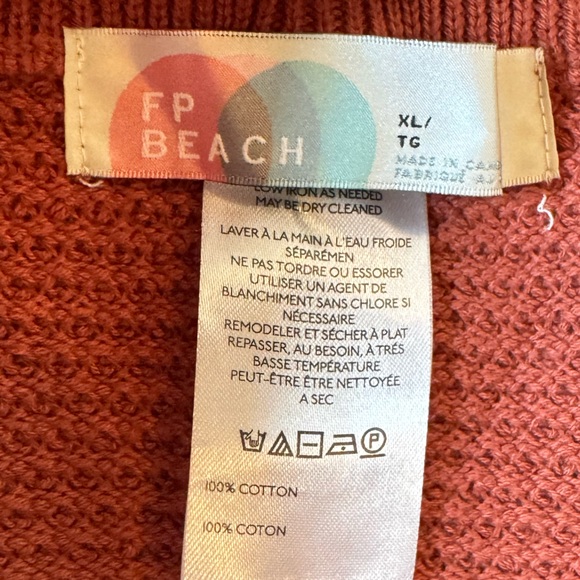 FP
BEACH
XL/
TG
MADE IN
FABRIQUÉ
LOW IRON AS NEEDED
MAY BE DRY CLEANED
LAVER À LA MAIN À L'EAU FROIDE
SÉPARÉMEN
NE PAS TORDRE OU ESSORER
UTILISER UN AGENT DE
BLANCHIMENT SANS CHLORE SI
NÉCESSAIRE
REMODELER ET SÉCHER À PLAT
REPASSER, AU BESOIN, À TRÉS
BASSE TEMPÉRATURE
PEUT-ÊTRE ÊTRE NETTOYÉE
A SEC
P
100% COTTON
100% COTON